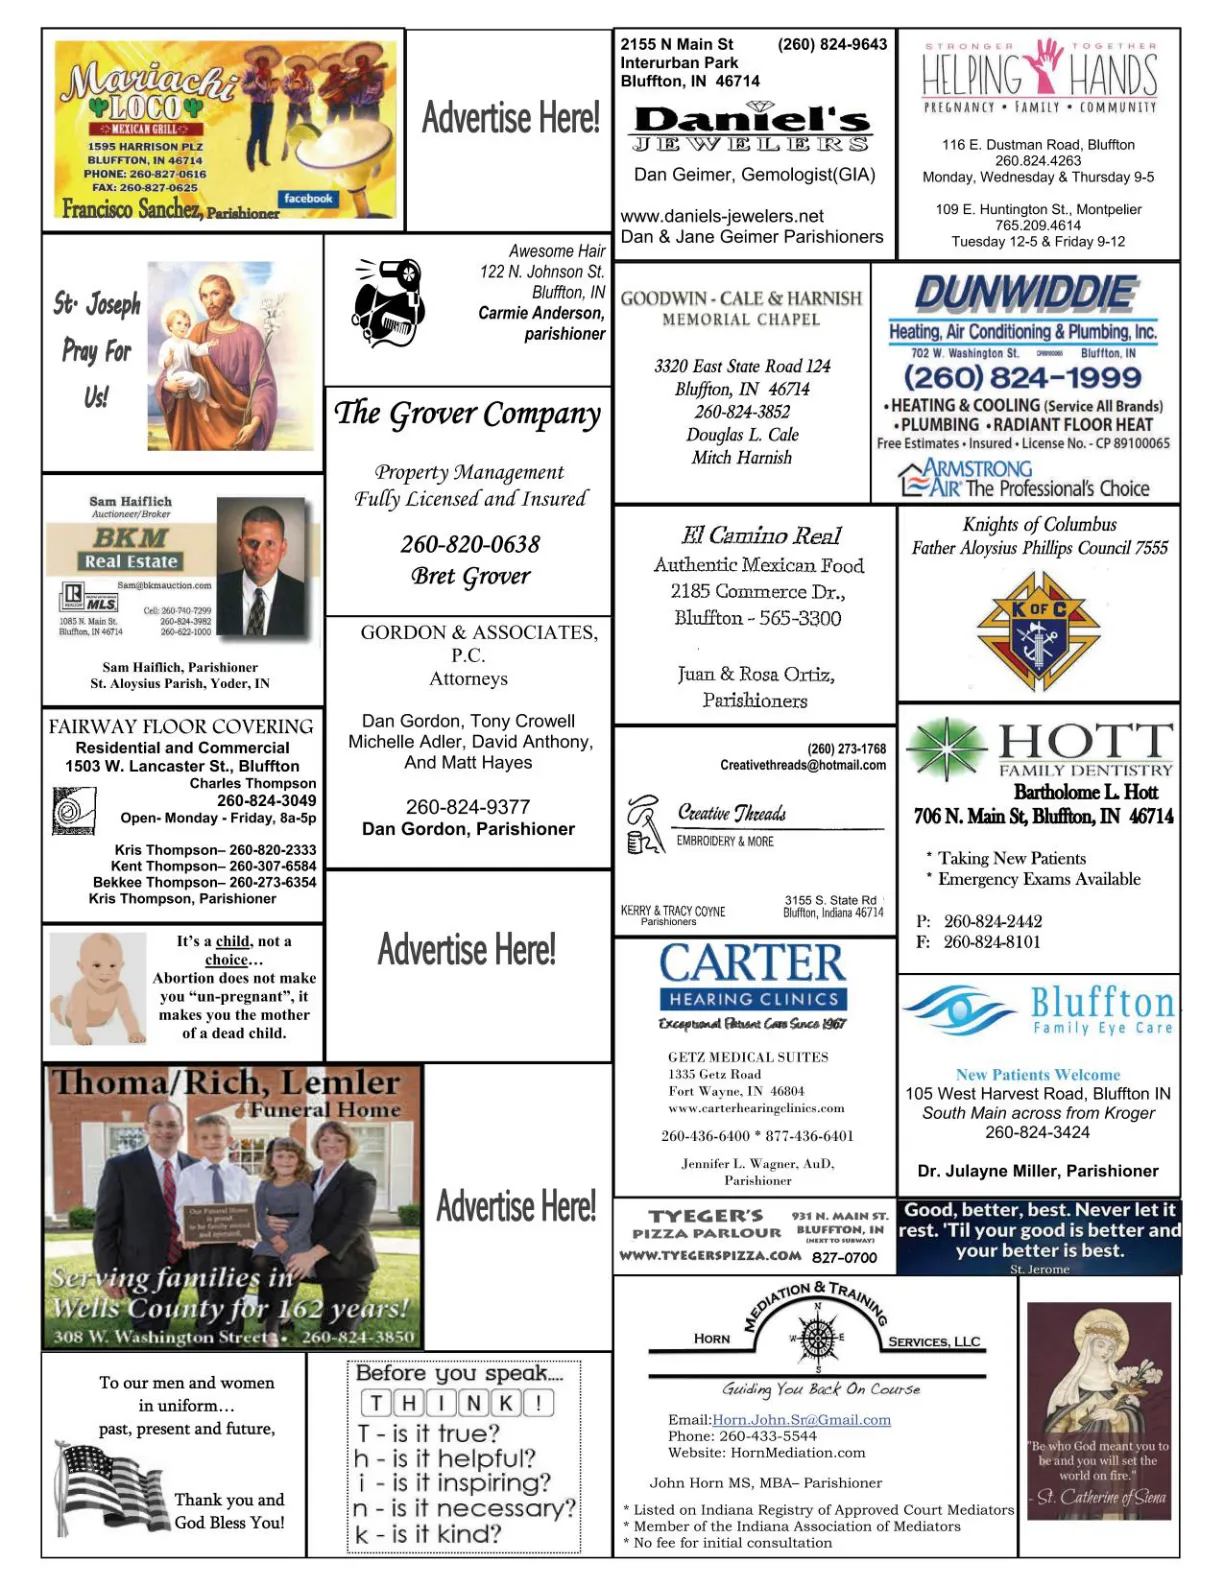 Mariachi
LOCO
MEXICAN GRILL
1595 HARRISON PLZ
BLUFFTON, IN 46714
PHONE: 260-827-0616
FAX: 260-827-0625
facebook
Francisco Sanchez, Parishioner
Advertise Here!
2155 N Main St (260) 824-9643
Interurban Park
Bluffton, IN 46714
Daniel's
JEWELERS
Dan Geimer, Gemologist(GIA)
www.daniels-jewelers.net
Dan & Jane Geimer Parishioners
STRONGER TOGETHER
HELPING HANDS
PREGNANCY • FAMILY • COMMUNITY
116 E. Dustman Road, Bluffton
260.824.4263
Monday, Wednesday & Thursday 9-5
109 E. Huntington St., Montpelier
765.209.4614
Tuesday 12-5 & Friday 9-12
St. Joseph
Pray For
Us!
Awesome Hair
122 N. Johnson St.
Bluffton, IN
Carmie Anderson,
parishioner
GOODWIN - CALE & HARNISH
MEMORIAL CHAPEL
3320 East State Road 124
Bluffton, IN 46714
260-824-3852
Douglas L. Cale
Mitch Harnish
DUNWIDDIE
Heating, Air Conditioning & Plumbing, Inc.
702 W. Washington St. CP89100065 Bluffton, IN
(260) 824-1999
• HEATING & COOLING (Service All Brands)
• PLUMBING • RADIANT FLOOR HEAT
Free Estimates • Insured • License No. - CP 89100065
ARMSTRONG
AIR The Professional's Choice
The Grover Company
Property Management
Fully Licensed and Insured
260-820-0638
Bret Grover
Sam Haiflich
Auctioneer/Broker
BKM
Real Estate
Sam@bkmauction.com
REALTOR
MLS
Cell: 260-740-7299
1085 N. Main St. 260-824-3982
Bluffton, IN 46714 260-622-1000
Sam Haiflich, Parishioner
St. Aloysius Parish, Yoder, IN
El Camino Real
Authentic Mexican Food
2185 Commerce Dr.,
Bluffton - 565-3300
Juan & Rosa Ortiz,
Parishioners
Knights of Columbus
Father Aloysius Phillips Council 7555
K OF C
GORDON & ASSOCIATES,
P.C.
Attorneys
Dan Gordon, Tony Crowell
Michelle Adler, David Anthony,
And Matt Hayes
260-824-9377
Dan Gordon, Parishioner
FAIRWAY FLOOR COVERING
Residential and Commercial
1503 W. Lancaster St., Bluffton
Charles Thompson
260-824-3049
Open- Monday - Friday, 8a-5p
Kris Thompson– 260-820-2333
Kent Thompson– 260-307-6584
Bekkee Thompson– 260-273-6354
Kris Thompson, Parishioner
(260) 273-1768
Creativethreads@hotmail.com
Creative Threads
EMBROIDERY & MORE
3155 S. State Rd
KERRY & TRACY COYNE Bluffton, Indiana 46714
Parishioners
HOTT
FAMILY DENTISTRY
Bartholome L. Hott
706 N. Main St, Bluffton, IN 46714
* Taking New Patients
* Emergency Exams Available
P: 260-824-2442
F: 260-824-8101
Advertise Here!
It's a child, not a
choice…
Abortion does not make
you “un-pregnant”, it
makes you the mother
of a dead child.
CARTER
HEARING CLINICS
Exceptional Patient Care Since 1967
GETZ MEDICAL SUITES
1335 Getz Road
Fort Wayne, IN 46804
www.carterhearingclinics.com
260-436-6400 * 877-436-6401
Jennifer L. Wagner, AuD,
Parishioner
Bluffton
Family Eye Care
New Patients Welcome
105 West Harvest Road, Bluffton IN
South Main across from Kroger
260-824-3424
Dr. Julayne Miller, Parishioner
Thoma/Rich, Lemler
Funeral Home
Our Funeral Home
is proud
to be family owned
and operated.
Serving families in
Wells County for 162 years!
308 W. Washington Street • 260-824-3850
Advertise Here!
TYEGER'S 931 N. MAIN ST.
PIZZA PARLOUR BLUFFTON, IN
(NEXT TO SUBWAY)
WWW.TYEGERSPIZZA.COM 827-0700
Good, better, best. Never let it
rest. 'Til your good is better and
your better is best.
St. Jerome
To our men and women
in uniform…
past, present and future,
Thank you and
God Bless You!
Before you speak....
THINK!
T - is it true?
h - is it helpful?
i - is it inspiring?
n - is it necessary?
k - is it kind?
MEDIATION & TRAINING
N
W E
S
HORN SERVICES, LLC
Guiding You Back On Course
Email:Horn.John.Sr@Gmail.com
Phone: 260-433-5544
Website: HornMediation.com
John Horn MS, MBA– Parishioner
* Listed on Indiana Registry of Approved Court Mediators
* Member of the Indiana Association of Mediators
* No fee for initial consultation
"Be who God meant you to
be and you will set the
world on fire."
- St. Catherine of Siena